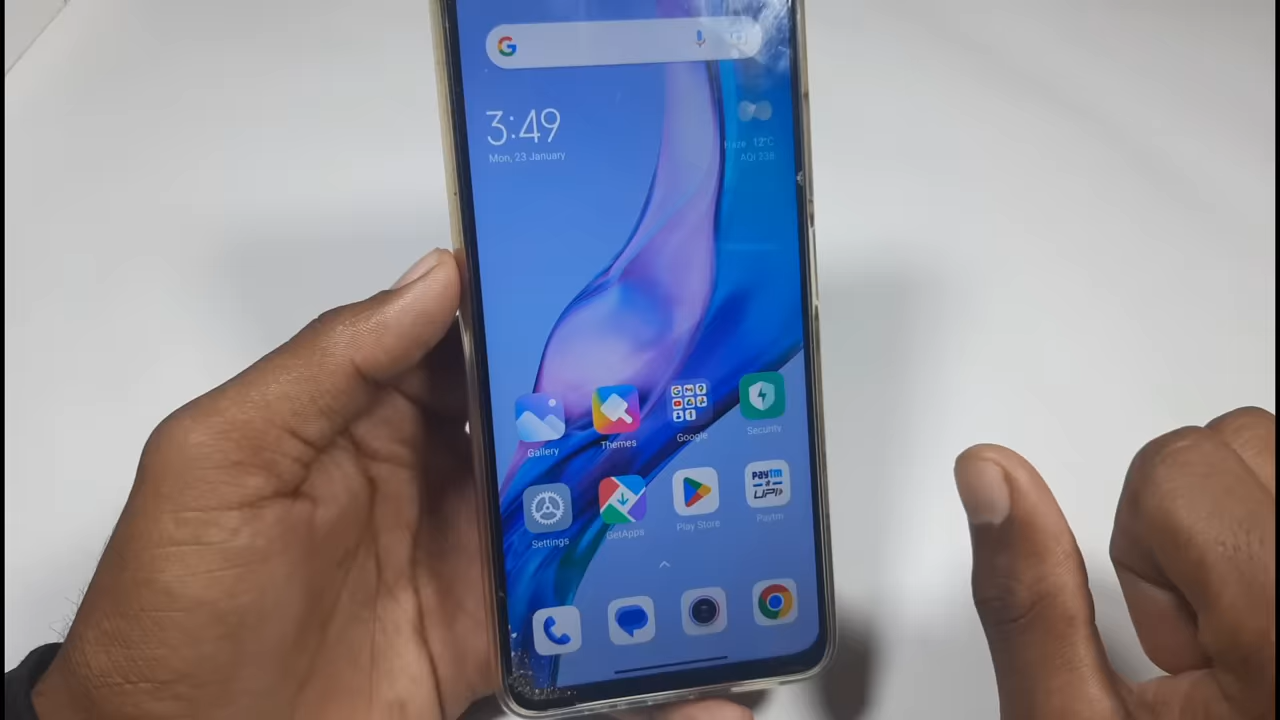 3:49
Mon, 23 January
Haze 12°C
AQI 338
Gallery
Themes
Google
Security
Settings
GetApps
Play Store
paytm
UPI
Paytm